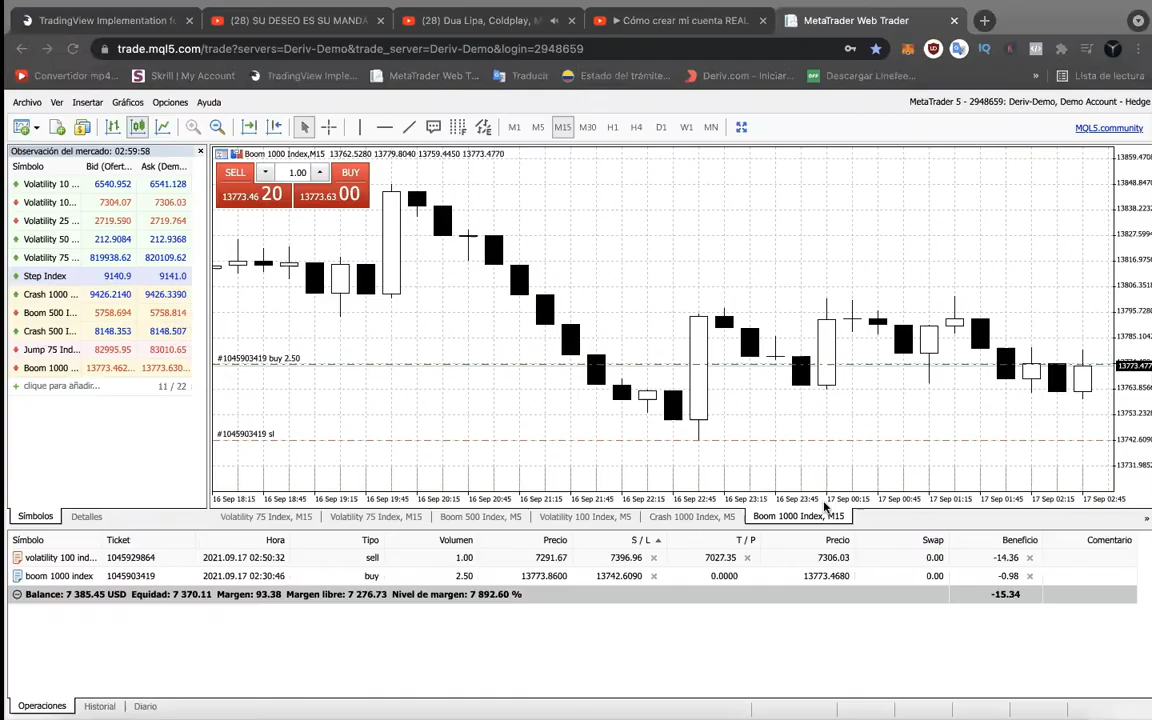 TradingView Implementation f
(28) SU DESEO ES SU MANDA
(28) Dua Lipa, Coldplay, M
Cómo crear mi cuenta REAL
MetaTrader Web Trader
trade.mql5.com/trade?servers=Deriv-Demo&trade_server=Deriv-Demo&login=2948659
Convertidor mp4...
Skrill | My Account
TradingView Imple...
MetaTrader Web T...
Traducir
Estado del trámite...
Deriv.com - Iniciar...
Descargar Linefee...
»
Lista de lectura
Archivo Ver Insertar Gráficos Opciones Ayuda
MetaTrader 5 - 2948659: Deriv-Demo, Demo Account - Hedge
M1 M5 M15 M30 H1 H4 D1 W1 MN
MQL5.community
Observación del mercado: 02:59:58
Símbolo Bid (Ofert... Ask (Dem...
Volatility 10 ... 6540.952 6541.128
Volatility 10... 7304.07 7306.03
Volatility 25 ... 2719.590 2719.764
Volatility 50 ... 212.9084 212.9368
Volatility 75 ... 819938.62 820109.62
Step Index 9140.9 9141.0
Crash 1000 ... 9426.2140 9426.3390
Boom 500 I... 5758.694 5758.814
Crash 500 I... 8148.353 8148.507
Jump 75 Ind... 82995.95 83010.65
Boom 1000 ... 13773.462... 13773.630...
+ clique para añadir... 11 / 22
Símbolos Detalles
Boom 1000 Index,M15 13762.5280 13779.8040 13759.4450 13773.4770
SELL 1.00 BUY
13773.46 20 13773.63 00
#1045903419 buy 2.50
#1045903419 sl
13859.4708
13848.8470
13838.2232
13827.5994
13816.9756
13806.3518
13795.7280
13785.1042
13773.4770
13763.8566
13753.2328
13742.6090
13731.9852
16 Sep 18:15 16 Sep 18:45 16 Sep 19:15 16 Sep 19:45 16 Sep 20:15 16 Sep 20:45 16 Sep 21:15 16 Sep 21:45 16 Sep 22:15 16 Sep 22:45 16 Sep 23:15 16 Sep 23:45 17 Sep 00:15 17 Sep 00:45 17 Sep 01:15 17 Sep 01:45 17 Sep 02:15 17 Sep 02:45
Volatility 75 Index, M15 Volatility 75 Index, M15 Boom 500 Index, M5 Volatility 100 Index, M5 Crash 1000 Index, M5 Boom 1000 Index, M15 »
Símbolo Ticket Hora Tipo Volumen Precio S / L T / P Precio Swap Beneficio Comentario
volatility 100 ind... 1045929864 2021.09.17 02:50:32 sell 1.00 7291.67 7396.96 7027.35 7306.03 0.00 -14.36
boom 1000 index 1045903419 2021.09.17 02:30:46 buy 2.50 13773.8600 13742.6090 0.0000 13773.4680 0.00 -0.98
Balance: 7 385.45 USD Equidad: 7 370.11 Margen: 93.38 Margen libre: 7 276.73 Nivel de margen: 7 892.60 % -15.34
Operaciones Historial Diario